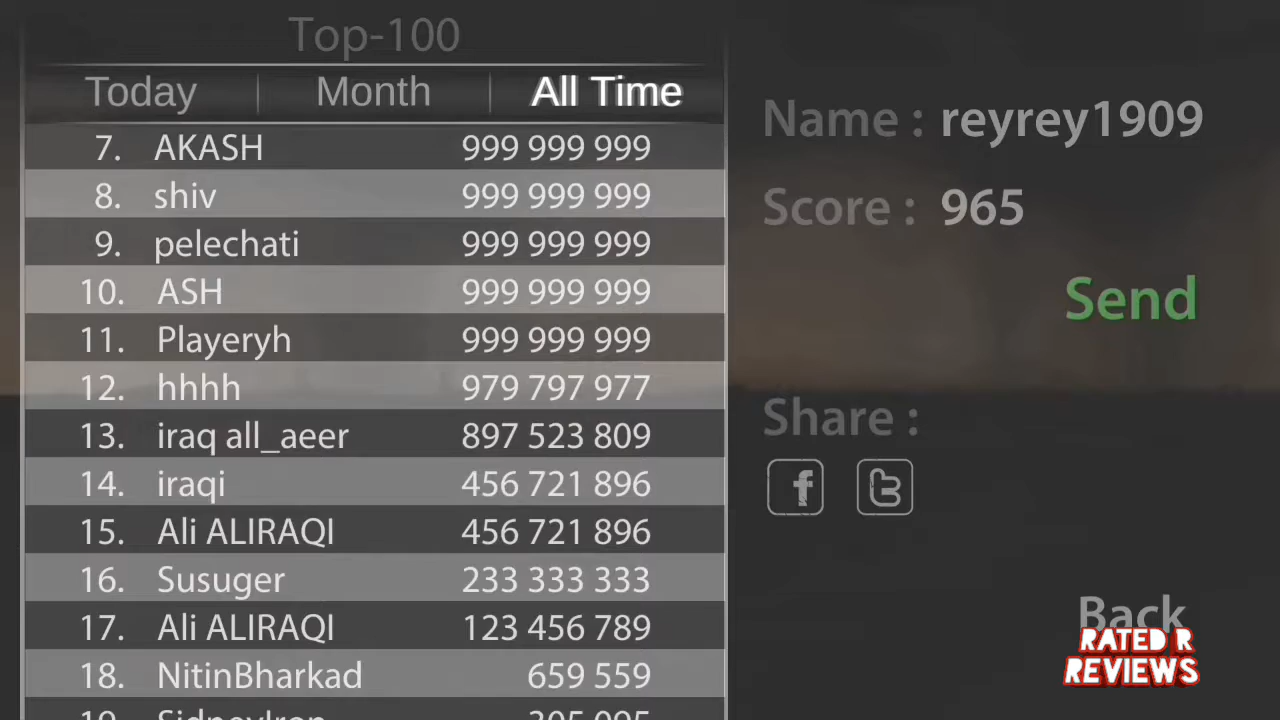 Top-100
Today Month All Time
7. AKASH 999 999 999
8. shiv 999 999 999
9. pelechati 999 999 999
10. ASH 999 999 999
11. Playeryh 999 999 999
12. hhhh 979 797 977
13. iraq all_aeer 897 523 809
14. iraqi 456 721 896
15. Ali ALIRAQI 456 721 896
16. Susuger 233 333 333
17. Ali ALIRAQI 123 456 789
18. NitinBharkad 659 559
Name : reyrey1909
Score : 965
Send
Share :
Back
RATED R
REVIEWS